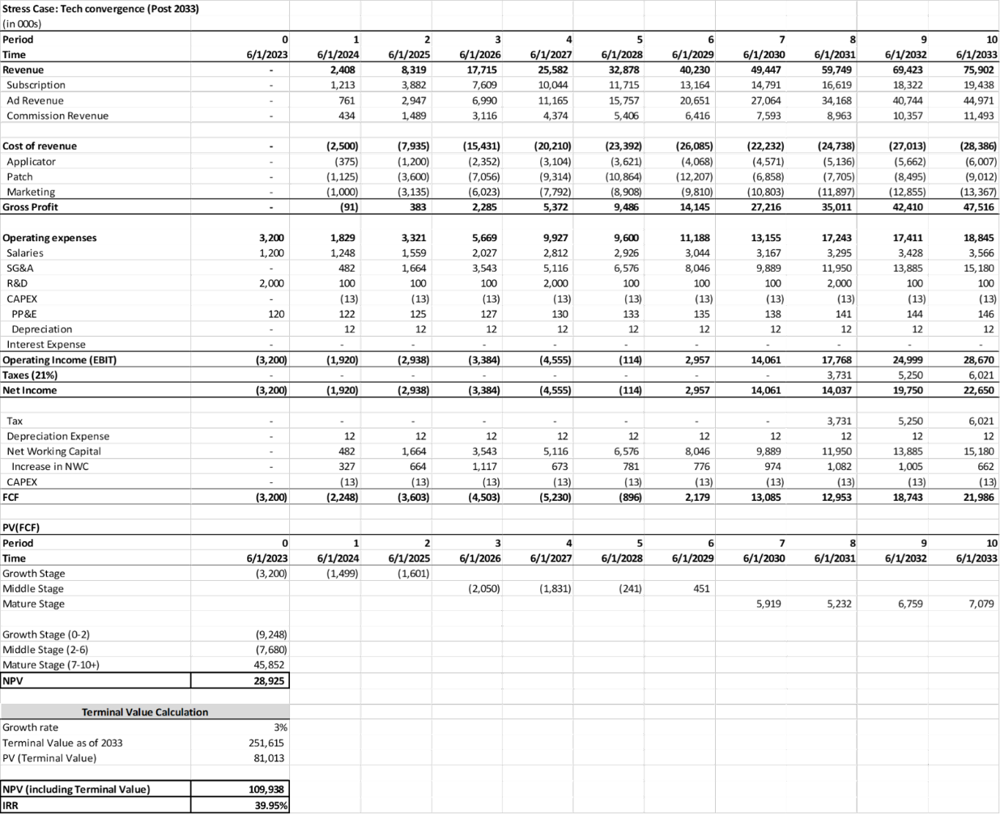 Stress Case: Tech convergence (Post 2033)
(in 000s)
Period 0 1 2 3 4 5 6 7 8 9 10
Time 6/1/2023 6/1/2024 6/1/2025 6/1/2026 6/1/2027 6/1/2028 6/1/2029 6/1/2030 6/1/2031 6/1/2032 6/1/2033
Revenue - 2,408 8,319 17,715 25,582 32,878 40,230 49,447 59,749 69,423 75,902
Subscription - 1,213 3,882 7,609 10,044 11,715 13,164 14,791 16,619 18,322 19,438
Ad Revenue - 761 2,947 6,990 11,165 15,757 20,651 27,064 34,168 40,744 44,971
Commission Revenue - 434 1,489 3,116 4,374 5,406 6,416 7,593 8,963 10,357 11,493
Cost of revenue - (2,500) (7,935) (15,431) (20,210) (23,392) (26,085) (22,232) (24,738) (27,013) (28,386)
Applicator - (375) (1,200) (2,352) (3,104) (3,621) (4,068) (4,571) (5,136) (5,662) (6,007)
Patch - (1,125) (3,600) (7,056) (9,314) (10,864) (12,207) (6,858) (7,705) (8,495) (9,012)
Marketing - (1,000) (3,135) (6,023) (7,792) (8,908) (9,810) (10,803) (11,897) (12,855) (13,367)
Gross Profit - (91) 383 2,285 5,372 9,486 14,145 27,216 35,011 42,410 47,516
Operating expenses 3,200 1,829 3,321 5,669 9,927 9,600 11,188 13,155 17,243 17,411 18,845
Salaries 1,200 1,248 1,559 2,027 2,812 2,926 3,044 3,167 3,295 3,428 3,566
SG&A - 482 1,664 3,543 5,116 6,576 8,046 9,889 11,950 13,885 15,180
R&D 2,000 100 100 100 2,000 100 100 100 2,000 100 100
CAPEX - (13) (13) (13) (13) (13) (13) (13) (13) (13) (13)
PP&E 120 122 125 127 130 133 135 138 141 144 146
Depreciation - 12 12 12 12 12 12 12 12 12 12
Interest Expense - - - - - - - - - - -
Operating Income (EBIT) (3,200) (1,920) (2,938) (3,384) (4,555) (114) 2,957 14,061 17,768 24,999 28,670
Taxes (21%) - - - - - - - - 3,731 5,250 6,021
Net Income (3,200) (1,920) (2,938) (3,384) (4,555) (114) 2,957 14,061 14,037 19,750 22,650
Tax - - - - - - - - 3,731 5,250 6,021
Depreciation Expense - 12 12 12 12 12 12 12 12 12 12
Net Working Capital - 482 1,664 3,543 5,116 6,576 8,046 9,889 11,950 13,885 15,180
Increase in NWC - 327 664 1,117 673 781 776 974 1,082 1,005 662
CAPEX - (13) (13) (13) (13) (13) (13) (13) (13) (13) (13)
FCF (3,200) (2,248) (3,603) (4,503) (5,230) (896) 2,179 13,085 12,953 18,743 21,986
PV(FCF)
Period 0 1 2 3 4 5 6 7 8 9 10
Time 6/1/2023 6/1/2024 6/1/2025 6/1/2026 6/1/2027 6/1/2028 6/1/2029 6/1/2030 6/1/2031 6/1/2032 6/1/2033
Growth Stage (3,200) (1,499) (1,601)
Middle Stage (2,050) (1,831) (241) 451
Mature Stage 5,919 5,232 6,759 7,079
Growth Stage (0-2) (9,248)
Middle Stage (2-6) (7,680)
Mature Stage (7-10+) 45,852
NPV 28,925
Terminal Value Calculation
Growth rate 3%
Terminal Value as of 2033 251,615
PV (Terminal Value) 81,013
NPV (including Terminal Value) 109,938
IRR 39.95%